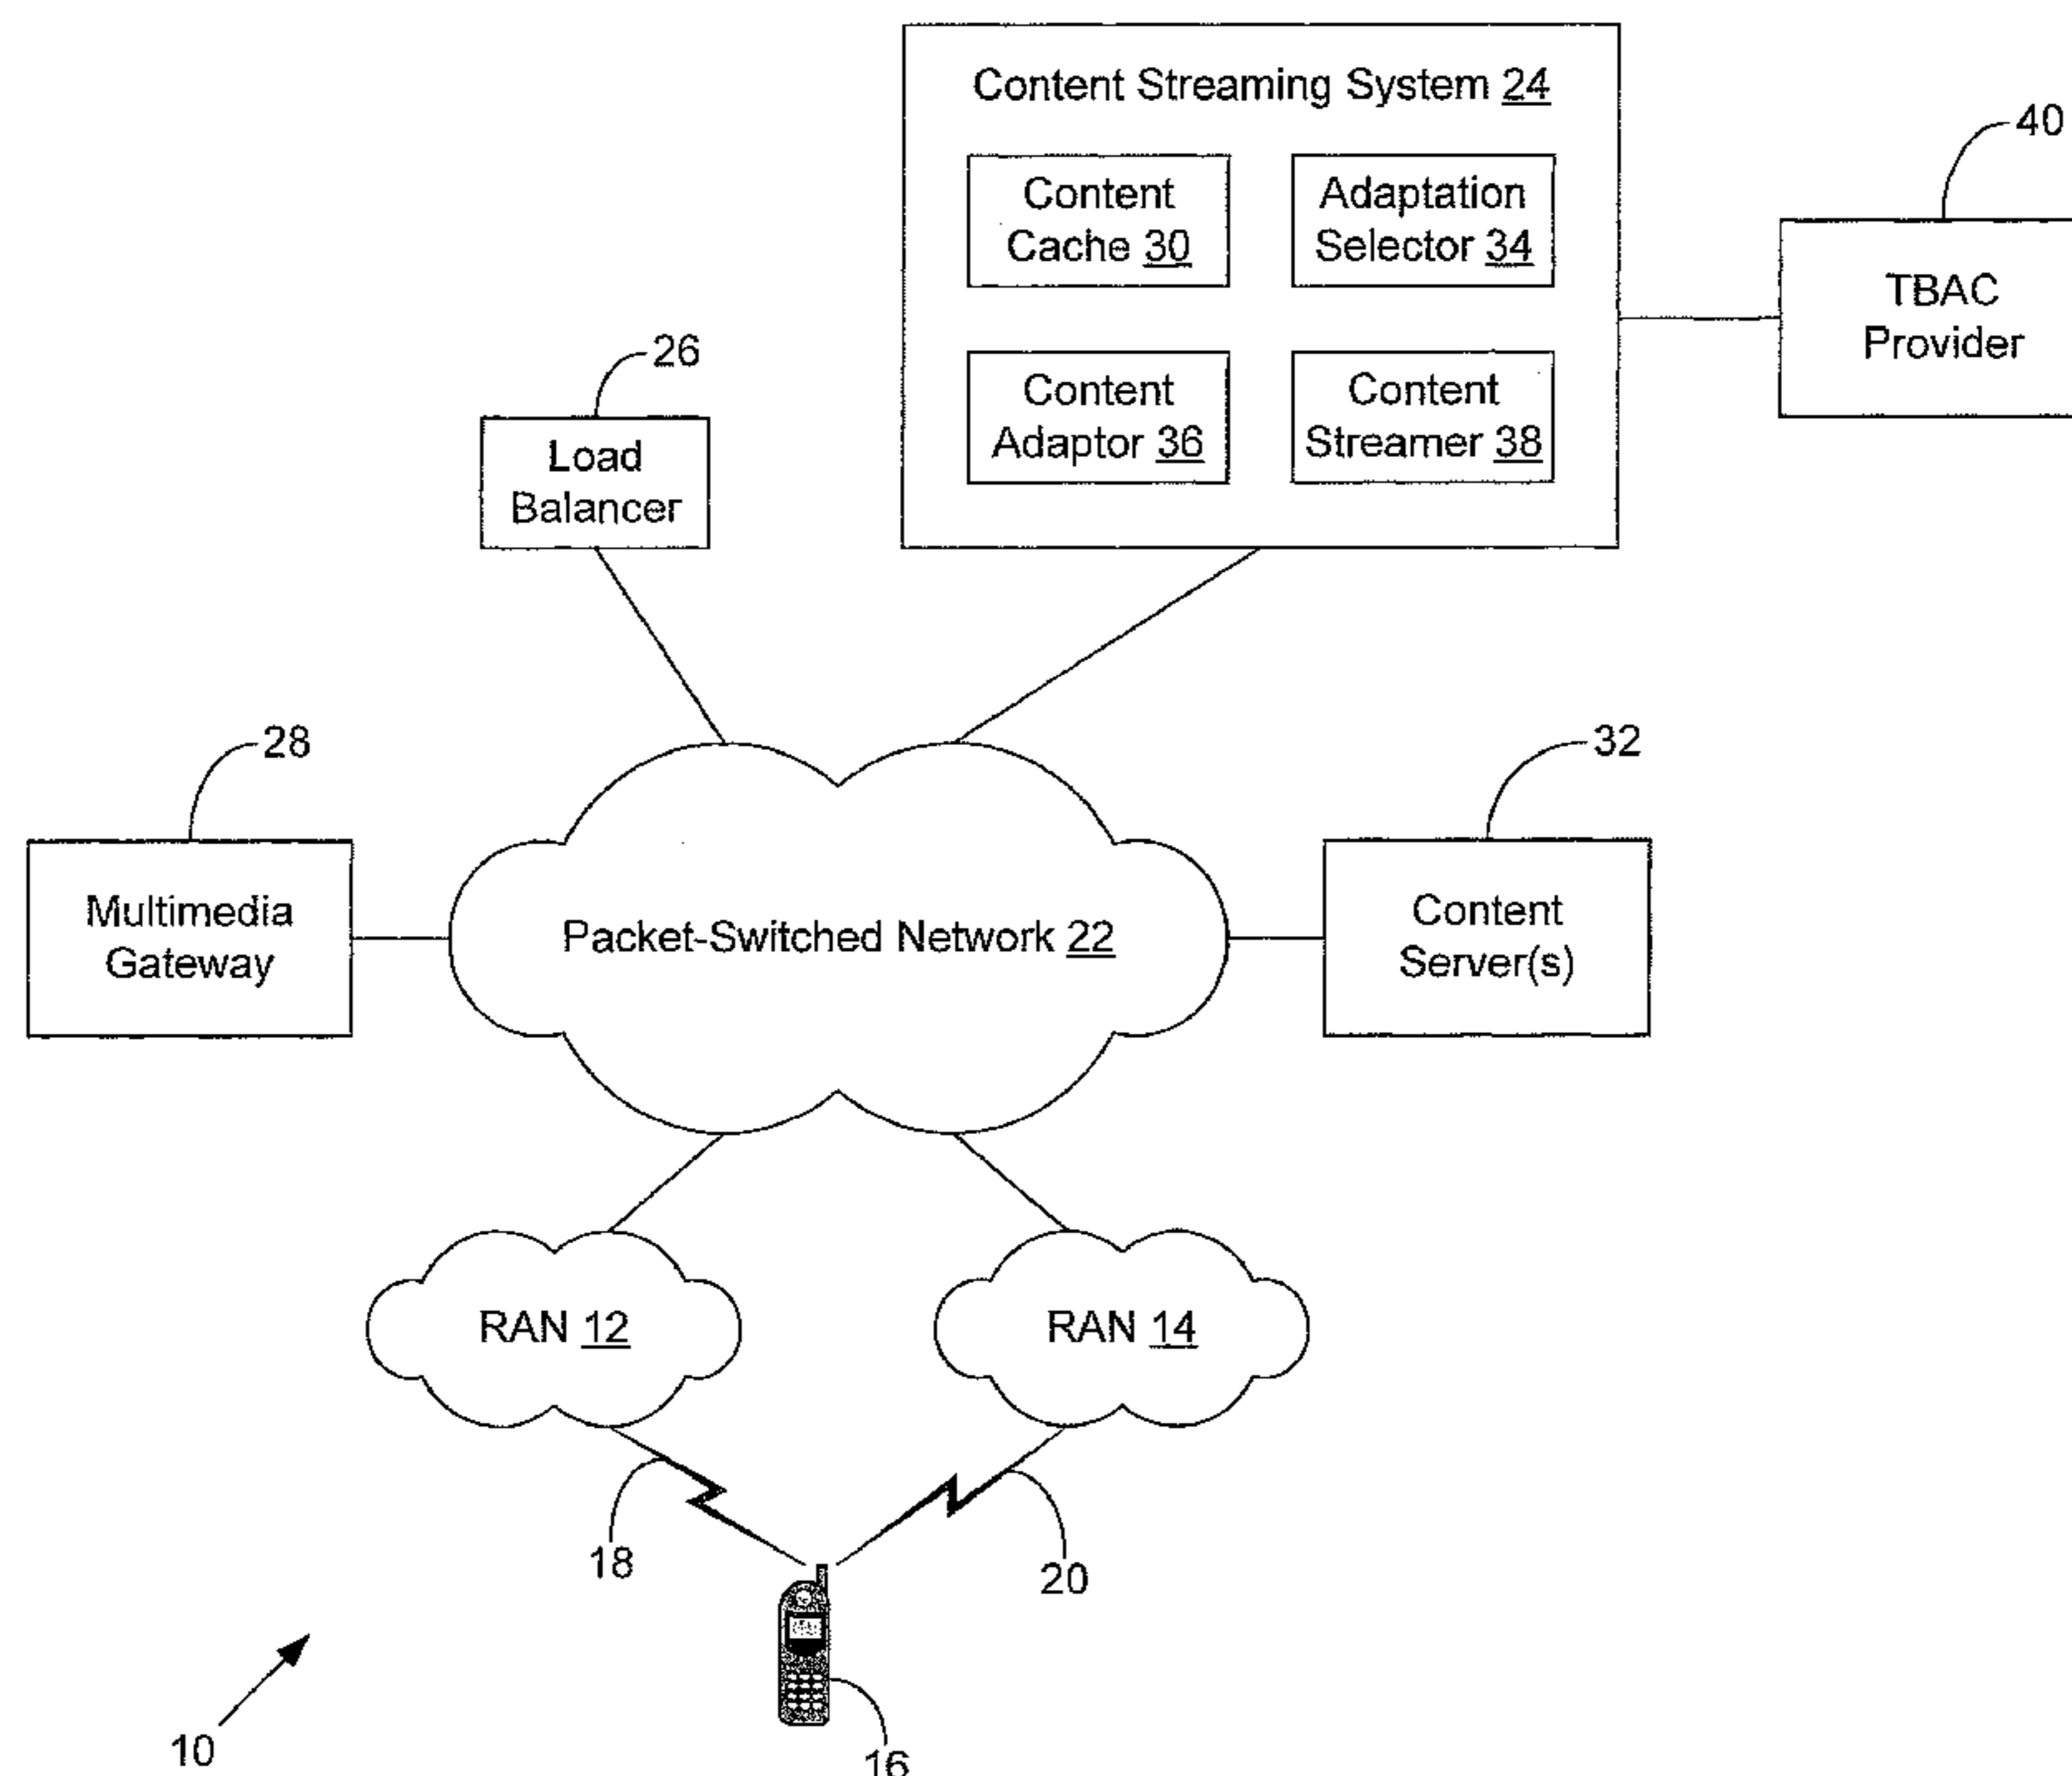 Content Streaming System 24
40
Content
Cache 30
Adaptation
Selector 34
TBAC
Provider
26
Content
Adaptor 36
Content
Streamer 38
Load
Balancer
28
32
Multimedia
Gateway
Packet-Switched Network 22
Content
Server(s)
RAN 12
RAN 14
18
20
10
16